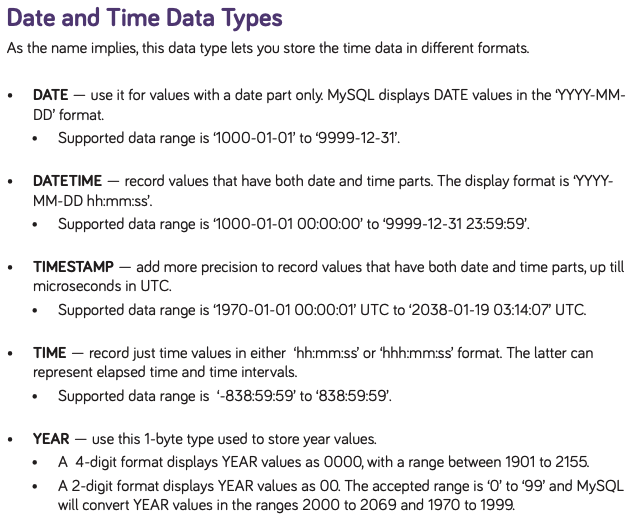 Date and Time Data Types
As the name implies, this data type lets you store the time data in different formats.
• DATE — use it for values with a date part only. MySQL displays DATE values in the ‘YYYY-MM-
DD’ format.
• Supported data range is ‘1000-01-01’ to ‘9999-12-31’.
• DATETIME — record values that have both date and time parts. The display format is ‘YYYY-
MM-DD hh:mm:ss’.
• Supported data range is ‘1000-01-01 00:00:00’ to ‘9999-12-31 23:59:59’.
• TIMESTAMP — add more precision to record values that have both date and time parts, up till
microseconds in UTC.
• Supported data range is ‘1970-01-01 00:00:01’ UTC to ‘2038-01-19 03:14:07’ UTC.
• TIME — record just time values in either ‘hh:mm:ss’ or ‘hhh:mm:ss’ format. The latter can
represent elapsed time and time intervals.
• Supported data range is ‘-838:59:59’ to ‘838:59:59’.
• YEAR — use this 1-byte type used to store year values.
• A 4-digit format displays YEAR values as 0000, with a range between 1901 to 2155.
• A 2-digit format displays YEAR values as 00. The accepted range is ‘0’ to ‘99’ and MySQL
will convert YEAR values in the ranges 2000 to 2069 and 1970 to 1999.